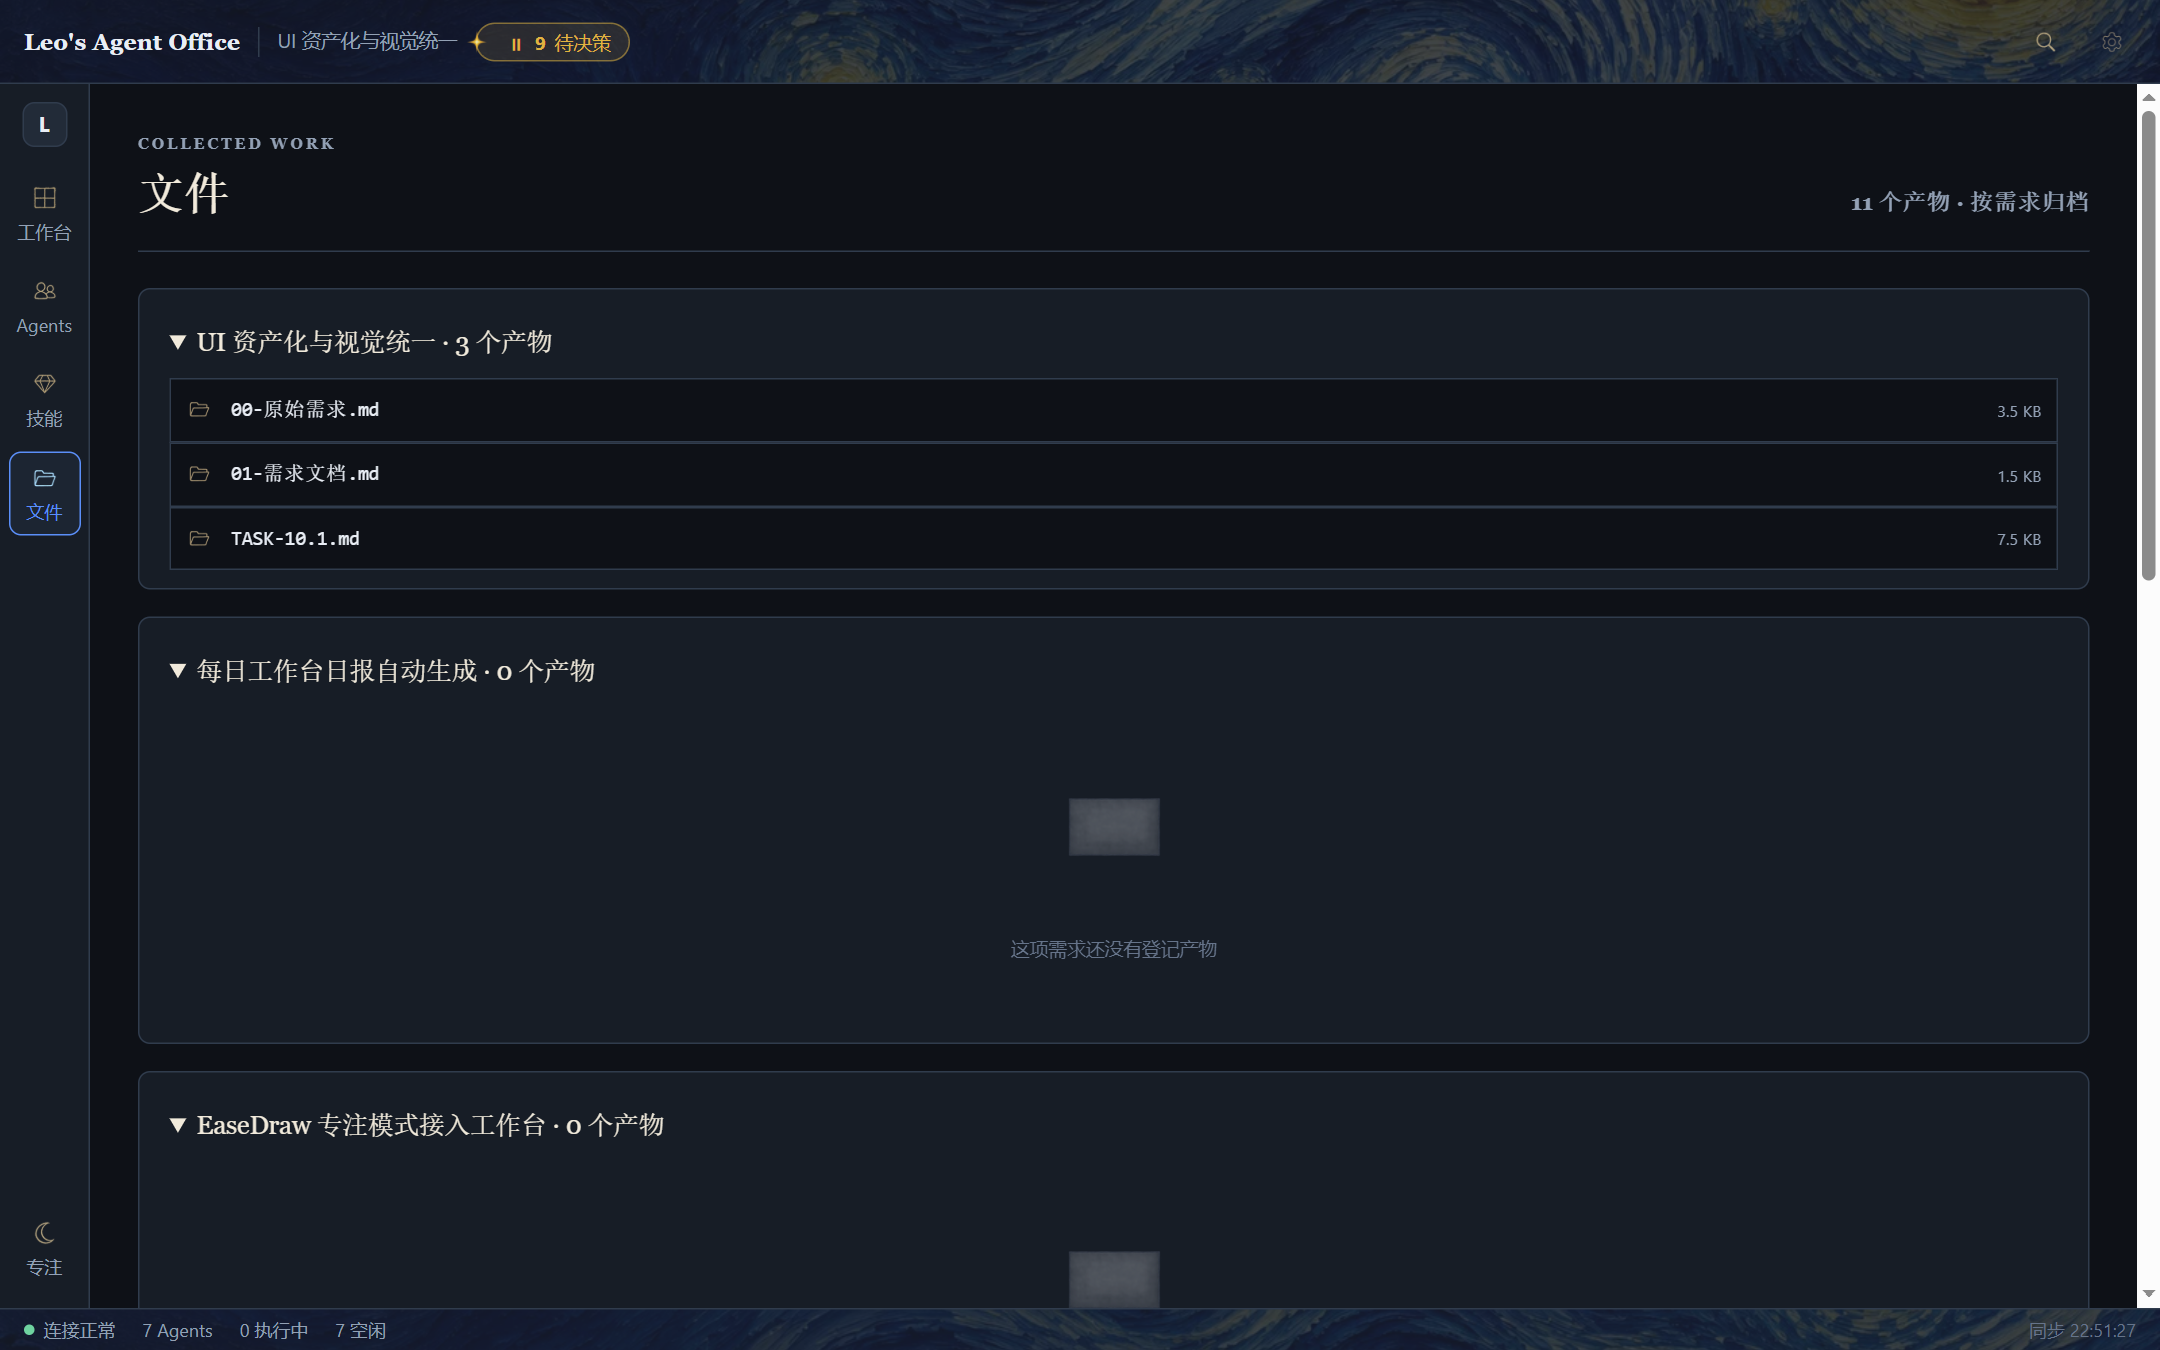 Leo's Agent Office
UI 资产化与视觉统一
9 待决策
L
工作台
Agents
技能
文件
专注
COLLECTED WORK
文件
11 个产物 · 按需求归档
UI 资产化与视觉统一 · 3 个产物
00-原始需求.md 3.5 KB
01-需求文档.md 1.5 KB
TASK-10.1.md 7.5 KB
每日工作台日报自动生成 · 0 个产物
这项需求还没有登记产物
EaseDraw 专注模式接入工作台 · 0 个产物
连接正常 7 Agents 0 执行中 7 空闲
同步 22:51:27